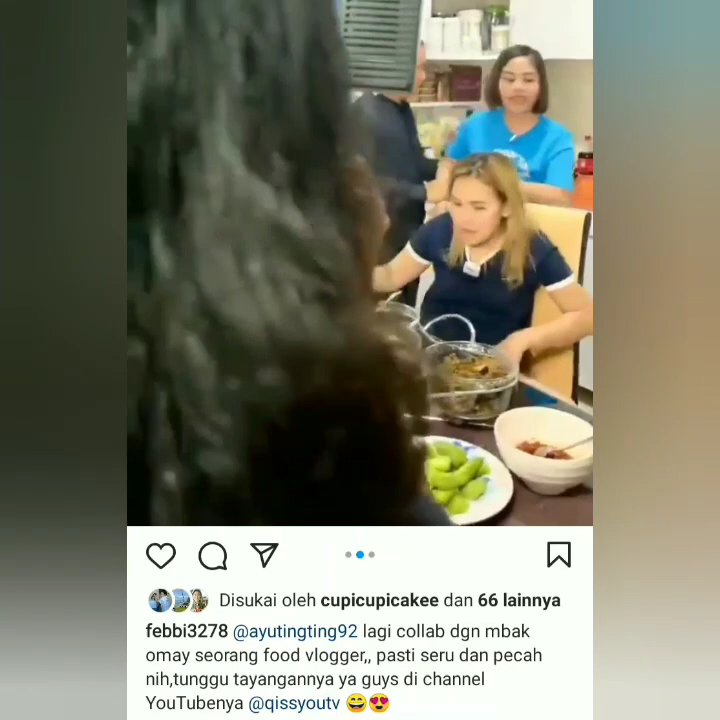 Disukai oleh cupicupicakee dan 66 lainnya
febbi3278 @ayutingting92 lagi collab dgn mbak
omay seorang food vlogger,, pasti seru dan pecah
nih,tunggu tayangannya ya guys di channel
YouTubenya @qissyoutv 😄😍